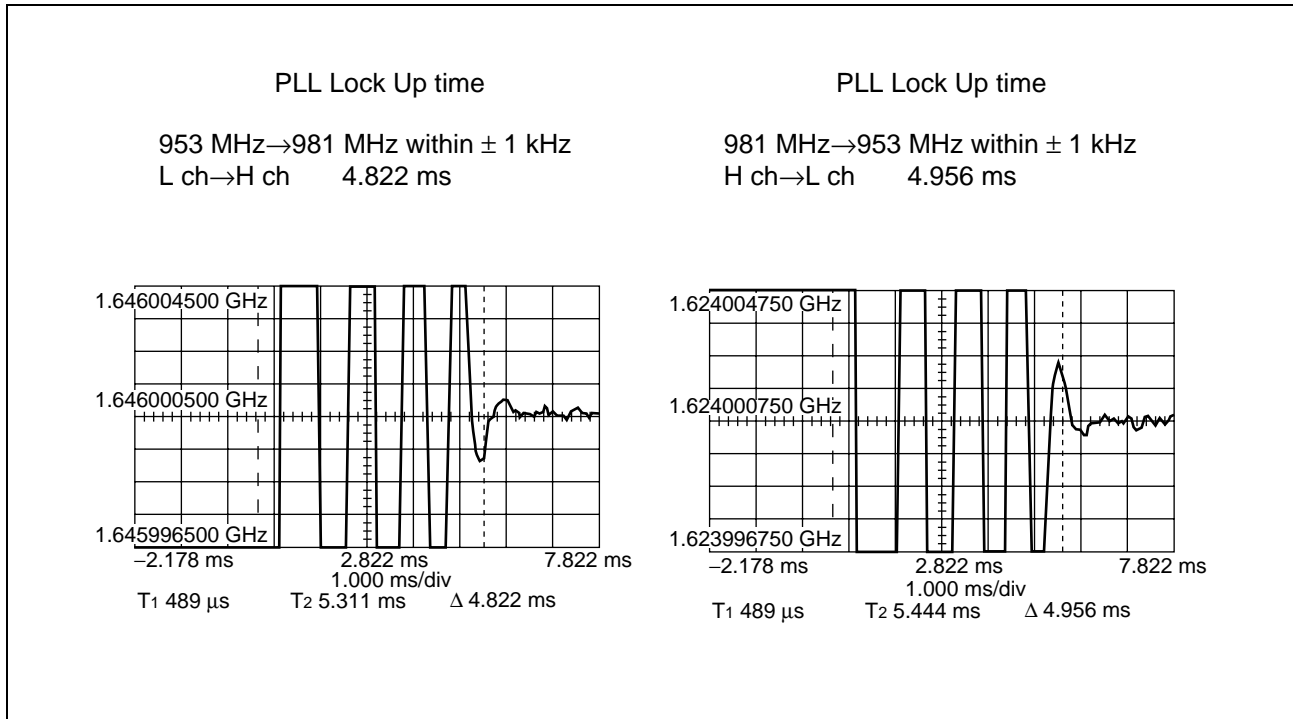 PLL Lock Up time
953 MHz→981 MHz within ± 1 kHz
L ch→H ch 4.822 ms
1.646004500 GHz
1.646000500 GHz
1.645996500 GHz
−2.178 ms 2.822 ms 7.822 ms
1.000 ms/div
T1 489 μs T2 5.311 ms Δ 4.822 ms
PLL Lock Up time
981 MHz→953 MHz within ± 1 kHz
H ch→L ch 4.956 ms
1.624004750 GHz
1.624000750 GHz
1.623996750 GHz
−2.178 ms 2.822 ms 7.822 ms
1.000 ms/div
T1 489 μs T2 5.444 ms Δ 4.956 ms